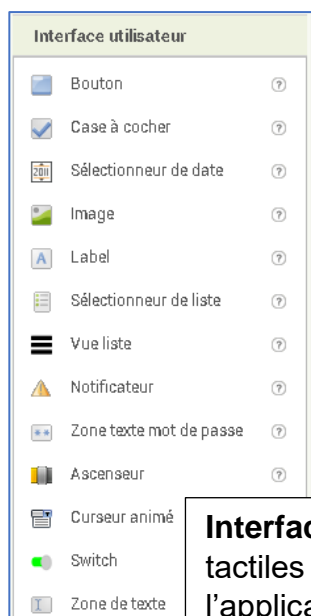 Interface utilisateur
Bouton
Case à cocher
2011
Sélectionneur de date
Image
A Label
Sélectionneur de liste
Vue liste
Notificateur
Zone texte mot de passe
Ascenseur
Curseur animé
Switch
Zone de texte
Interfac
tactiles
l'applica